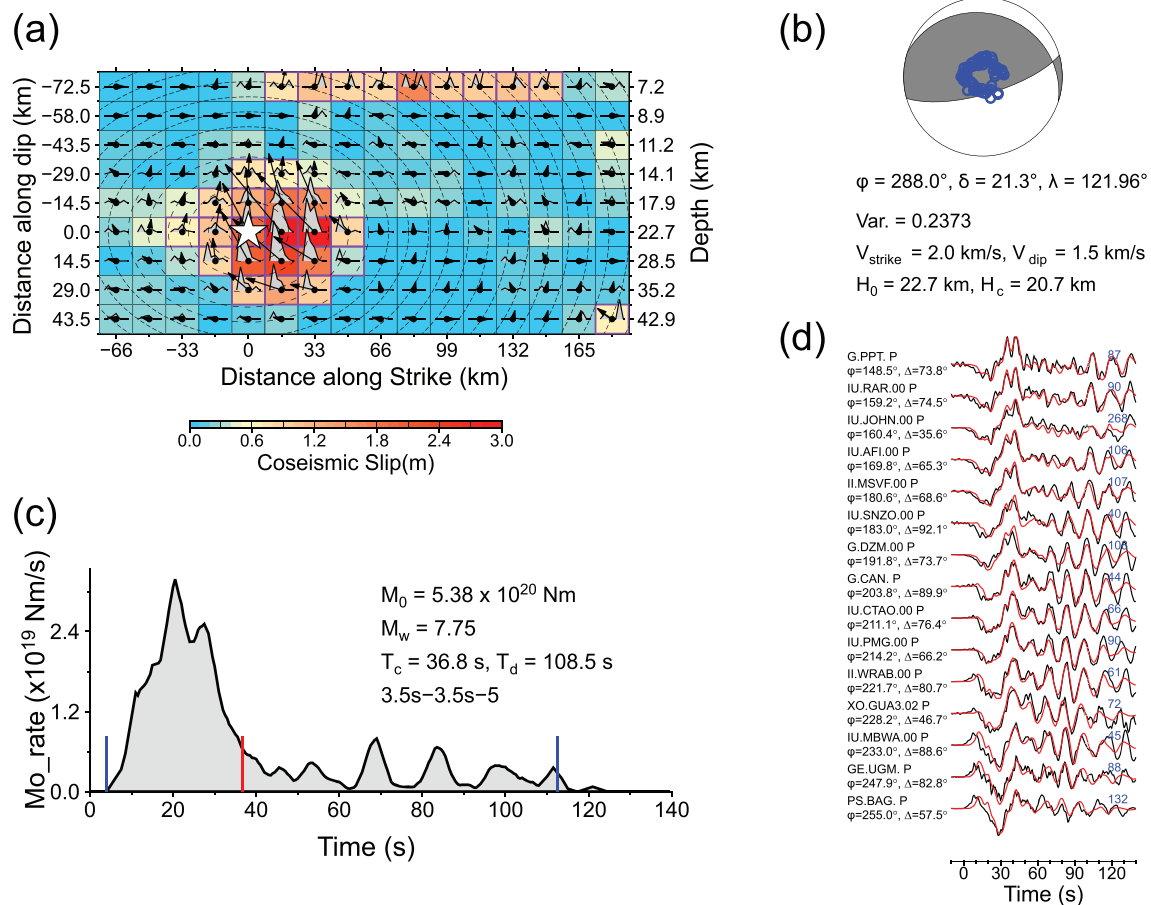 (a)
Distance along dip (km)
−72.5
−58.0
−43.5
−29.0
−14.5
0.0
14.5
29.0
43.5
7.2
8.9
11.2
14.1
17.9
22.7
28.5
35.2
42.9
Depth (km)
−66 −33 0 33 66 99 132 165
Distance along Strike (km)
0.0 0.6 1.2 1.8 2.4 3.0
Coseismic Slip(m)
(b)
φ = 288.0°, δ = 21.3°, λ = 121.96°
Var. = 0.2373
Vstrike = 2.0 km/s, Vdip = 1.5 km/s
H0 = 22.7 km, Hc = 20.7 km
(c)
Mo_rate (x10^19 Nm/s)
2.4
1.2
0.0
0 20 40 60 80 100 120 140
Time (s)
M0 = 5.38 x 10^20 Nm
Mw = 7.75
Tc = 36.8 s, Td = 108.5 s
3.5s−3.5s−5
(d)
G.PPT. P 87
φ=148.5°, Δ=73.8°
IU.RAR.00 P 90
φ=159.2°, Δ=74.5°
IU.JOHN.00 P 268
φ=160.4°, Δ=35.6°
IU.AFI.00 P 106
φ=169.8°, Δ=65.3°
II.MSVF.00 P 107
φ=180.6°, Δ=68.6°
IU.SNZO.00 P 40
φ=183.0°, Δ=92.1°
G.DZM.00 P 108
φ=191.8°, Δ=73.7°
G.CAN. P 44
φ=203.8°, Δ=89.9°
IU.CTAO.00 P 66
φ=211.1°, Δ=76.4°
IU.PMG.00 P 90
φ=214.2°, Δ=66.2°
II.WRAB.00 P 61
φ=221.7°, Δ=80.7°
XO.GUA3.02 P 72
φ=228.2°, Δ=46.7°
IU.MBWA.00 P 45
φ=233.0°, Δ=88.6°
GE.UGM. P 88
φ=247.9°, Δ=82.8°
PS.BAG. P 132
φ=255.0°, Δ=57.5°
0 30 60 90 120
Time (s)